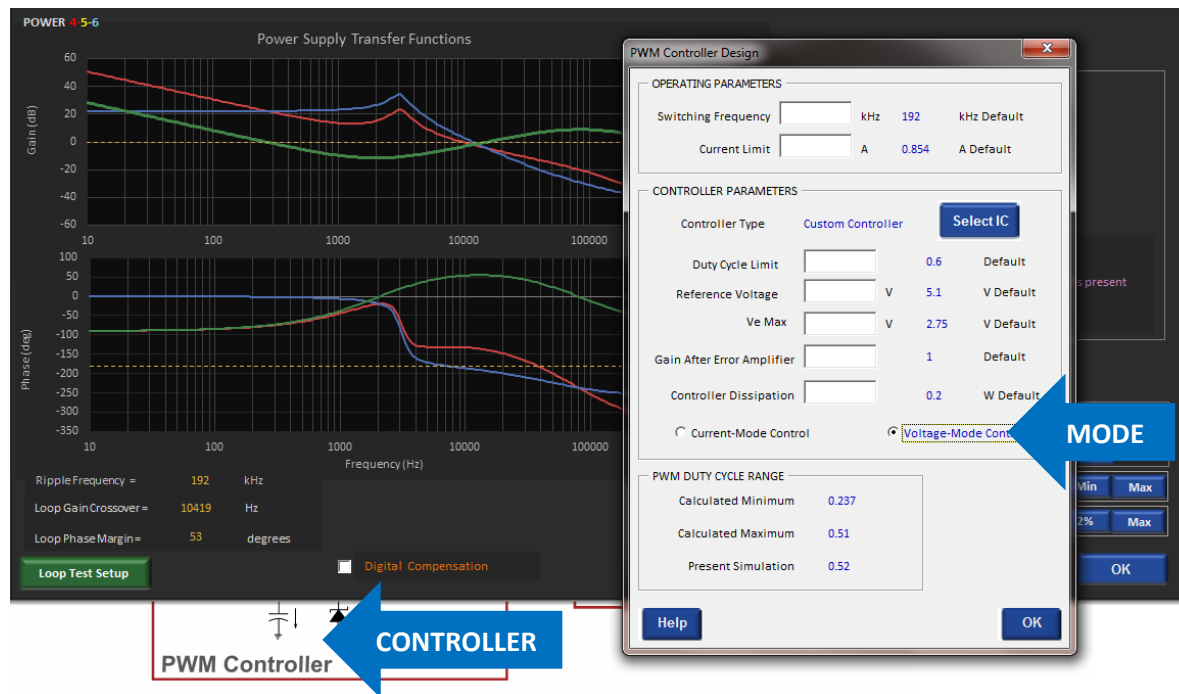 POWER 4-5-6
Power Supply Transfer Functions
60
40
20
0
-20
-40
-60
Gain (dB)
10 100 1000 10000 100000
100
50
0
-50
-100
-150
-200
-250
-300
-350
Phase (deg)
10 100 1000 10000 100000
Frequency (Hz)
Ripple Frequency = 192 kHz
Loop Gain Crossover = 10419 Hz
Loop Phase Margin = 53 degrees
Loop Test Setup
Digital Compensation
PWM Controller Design
OPERATING PARAMETERS
Switching Frequency kHz 192 kHz Default
Current Limit A 0.854 A Default
CONTROLLER PARAMETERS
Controller Type Custom Controller Select IC
Duty Cycle Limit 0.6 Default
Reference Voltage V 5.1 V Default
Ve Max V 2.75 V Default
Gain After Error Amplifier 1 Default
Controller Dissipation 0.2 W Default
Current-Mode Control Voltage-Mode
MODE
PWM DUTY CYCLE RANGE
Calculated Minimum 0.237
Calculated Maximum 0.51
Present Simulation 0.52
Help OK
s present
Min Max
2% Max
OK
CONTROLLER
PWM Controller